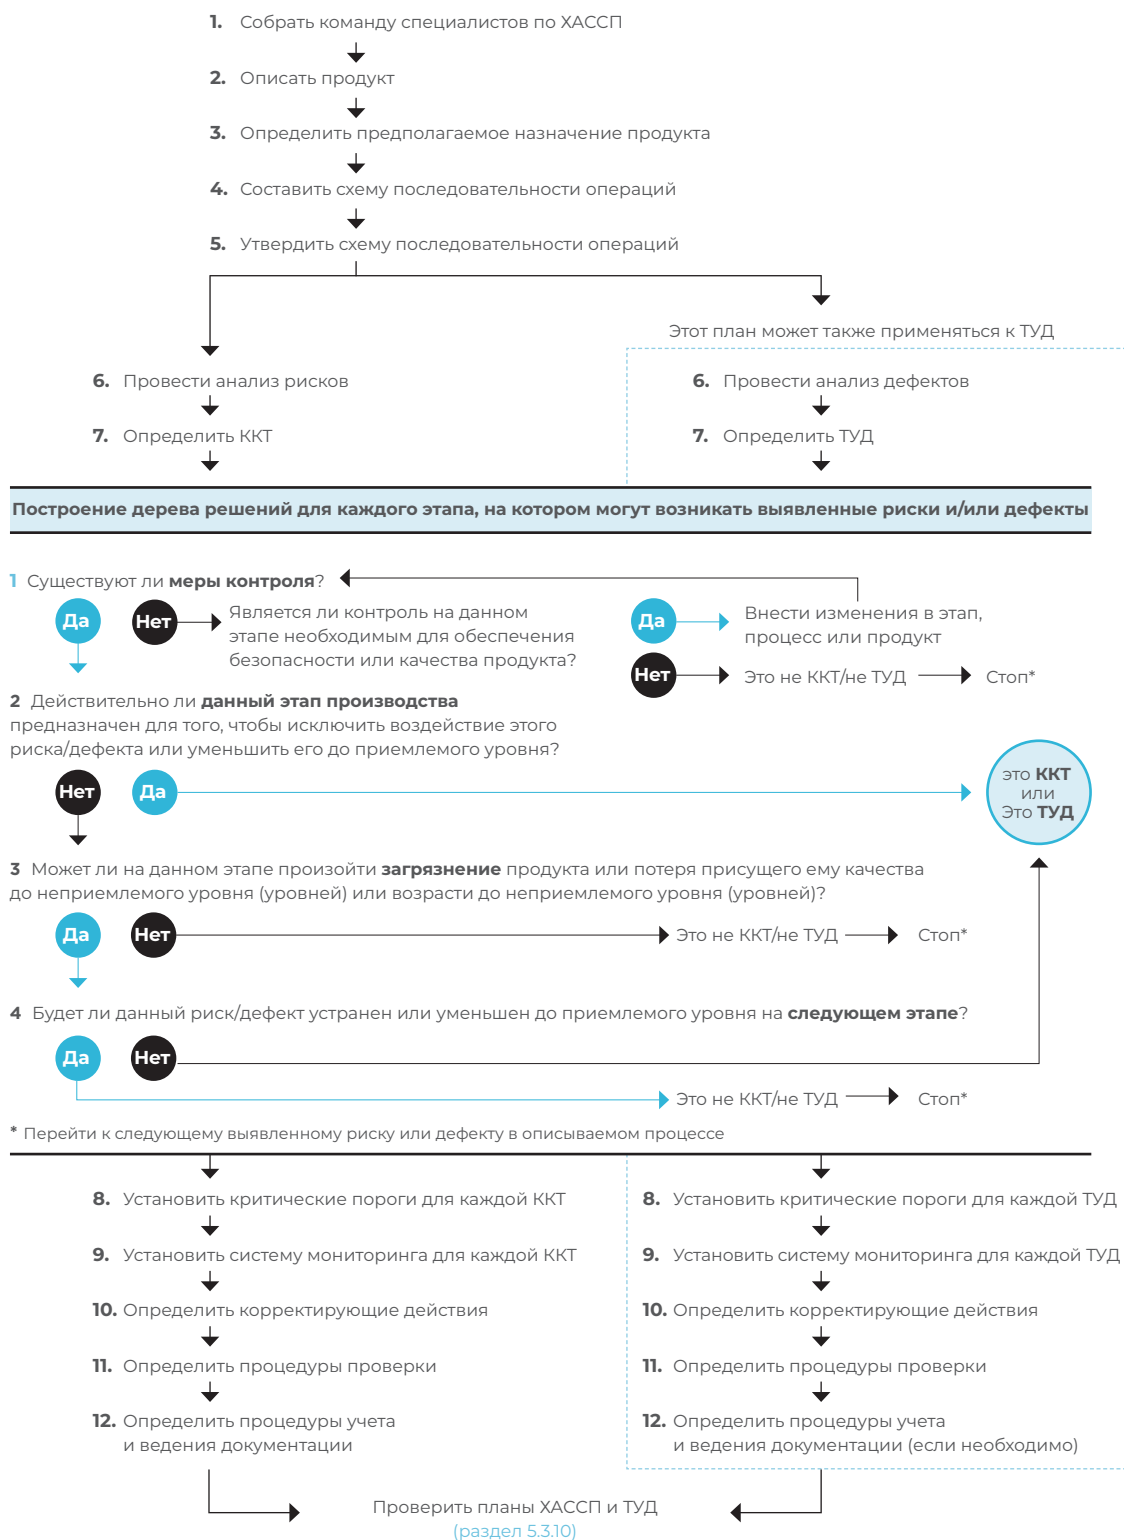 1. Собрать команду специалистов по ХАССП
2. Описать продукт
3. Определить предполагаемое назначение продукта
4. Составить схему последовательности операций
5. Утвердить схему последовательности операций
Этот план может также применяться к ТУД
6. Провести анализ рисков
7. Определить ККТ
6. Провести анализ дефектов
7. Определить ТУД
Построение дерева решений для каждого этапа, на котором могут возникать выявленные риски и/или дефекты
1 Существуют ли меры контроля?
Да
Нет
Является ли контроль на данном
этапе необходимым для обеспечения
безопасности или качества продукта?
Да
Внести изменения в этап,
процесс или продукт
Нет
Это не ККТ/не ТУД
Стоп*
2 Действительно ли данный этап производства
предназначен для того, чтобы исключить воздействие этого
риска/дефекта или уменьшить его до приемлемого уровня?
Нет
Да
это ККТ
или
Это ТУД
3 Может ли на данном этапе произойти загрязнение продукта или потеря присущего ему качества
до неприемлемого уровня (уровней) или возрасти до неприемлемого уровня (уровней)?
Да
Нет
Это не ККТ/не ТУД
Стоп*
4 Будет ли данный риск/дефект устранен или уменьшен до приемлемого уровня на следующем этапе?
Да
Нет
Это не ККТ/не ТУД
Стоп*
* Перейти к следующему выявленному риску или дефекту в описываемом процессе
8. Установить критические пороги для каждой ККТ
9. Установить систему мониторинга для каждой ККТ
10. Определить корректирующие действия
11. Определить процедуры проверки
12. Определить процедуры учета
и ведения документации
8. Установить критические пороги для каждой ТУД
9. Установить систему мониторинга для каждой ТУД
10. Определить корректирующие действия
11. Определить процедуры проверки
12. Определить процедуры учета
и ведения документации (если необходимо)
Проверить планы ХАССП и ТУД
(раздел 5.3.10)